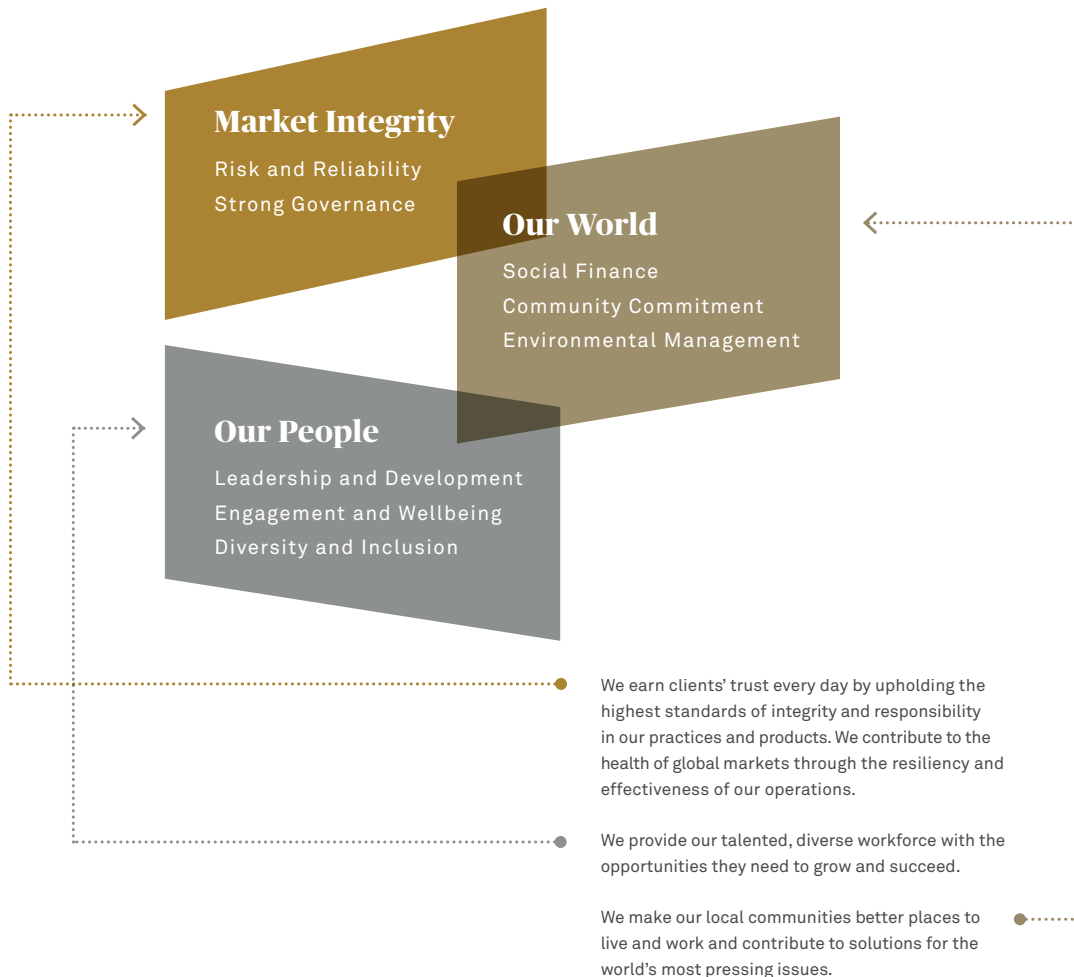 Market Integrity
Risk and Reliability
Strong Governance
Our World
Social Finance
Community Commitment
Environmental Management
Our People
Leadership and Development
Engagement and Wellbeing
Diversity and Inclusion
We earn clients’ trust every day by upholding the
highest standards of integrity and responsibility
in our practices and products. We contribute to the
health of global markets through the resiliency and
effectiveness of our operations.
We provide our talented, diverse workforce with the
opportunities they need to grow and succeed.
We make our local communities better places to
live and work and contribute to solutions for the
world’s most pressing issues.